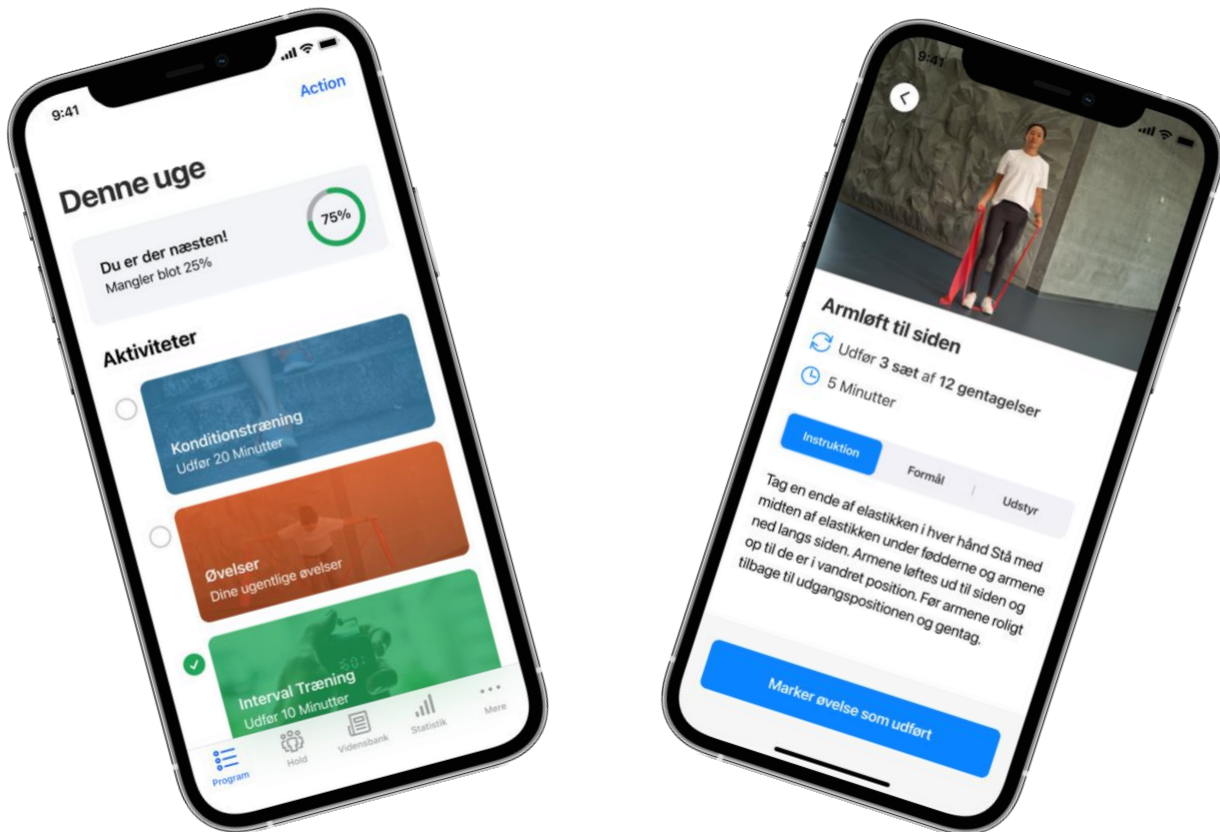 9:41
Action
Denne uge
Du er der næsten!
Mangler blot 25%
75%
Aktiviteter
Konditionstræning
Udfør 20 Minutter
Øvelser
Dine ugentlige øvelser
Interval Træning
Udfør 10 Minutter
Program
Hold
Vidensbank
Statistik
Mere
9:41
Armløft til siden
Udfør 3 sæt af 12 gentagelser
5 Minutter
Instruktion
Formål
Udstyr
Tag en ende af elastikken i hver hånd Stå med
midten af elastikken under fødderne og armene
ned langs siden. Armene løftes ud til siden og
op til de er i vandret position. Før armene roligt
tilbage til udgangspositionen og gentag.
Marker øvelse som udført